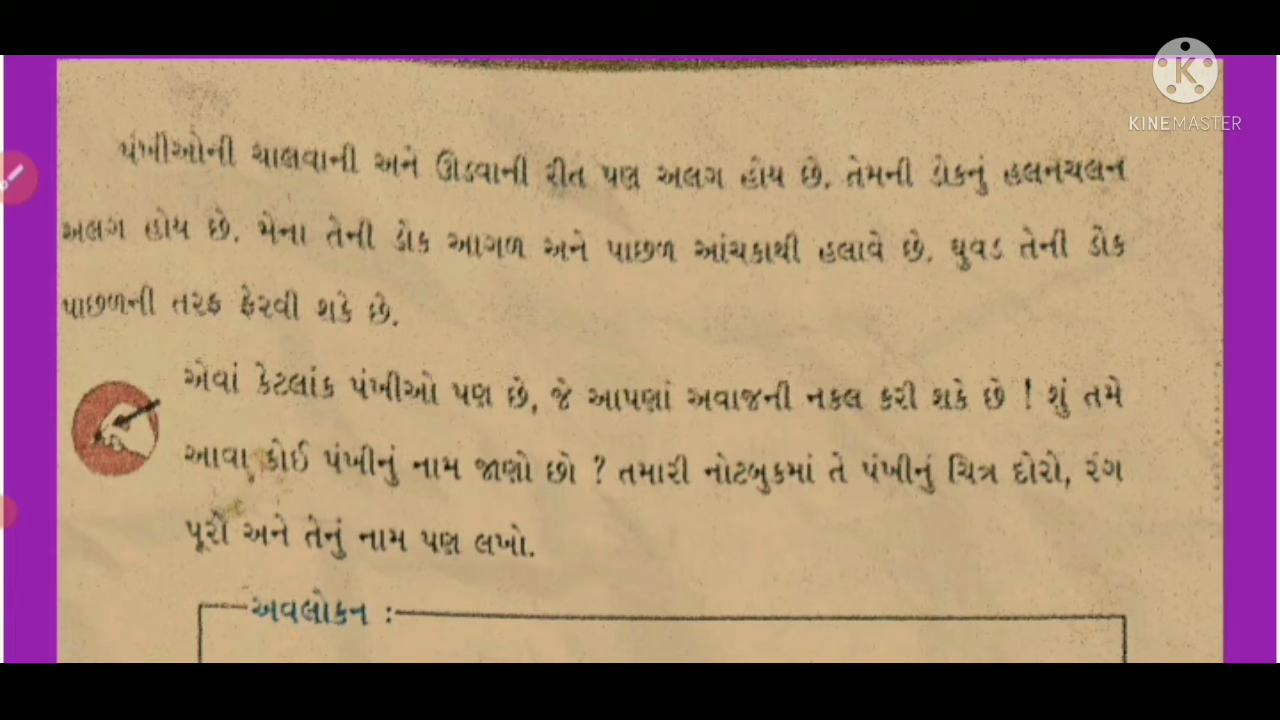 KINEMASTER
પંખીઓની ચાલવાની અને ઊડવાની રીત પણ અલગ હોય છે. તેમની ડોકનું હલનચલન
અલગ હોય છે. મેના તેની ડોક આગળ અને પાછળ આંચકાથી હલાવે છે. ઘુવડ તેની ડોક
પાછળની તરફ ફેરવી શકે છે.
એવાં કેટલાંક પંખીઓ પણ છે, જે આપણાં અવાજની નકલ કરી શકે છે ! શું તમે
આવા કોઈ પંખીનું નામ જાણો છો ? તમારી નોટબુકમાં તે પંખીનું ચિત્ર દોરો, રંગ
પૂરો અને તેનું નામ પણ લખો.
અવલોકન :